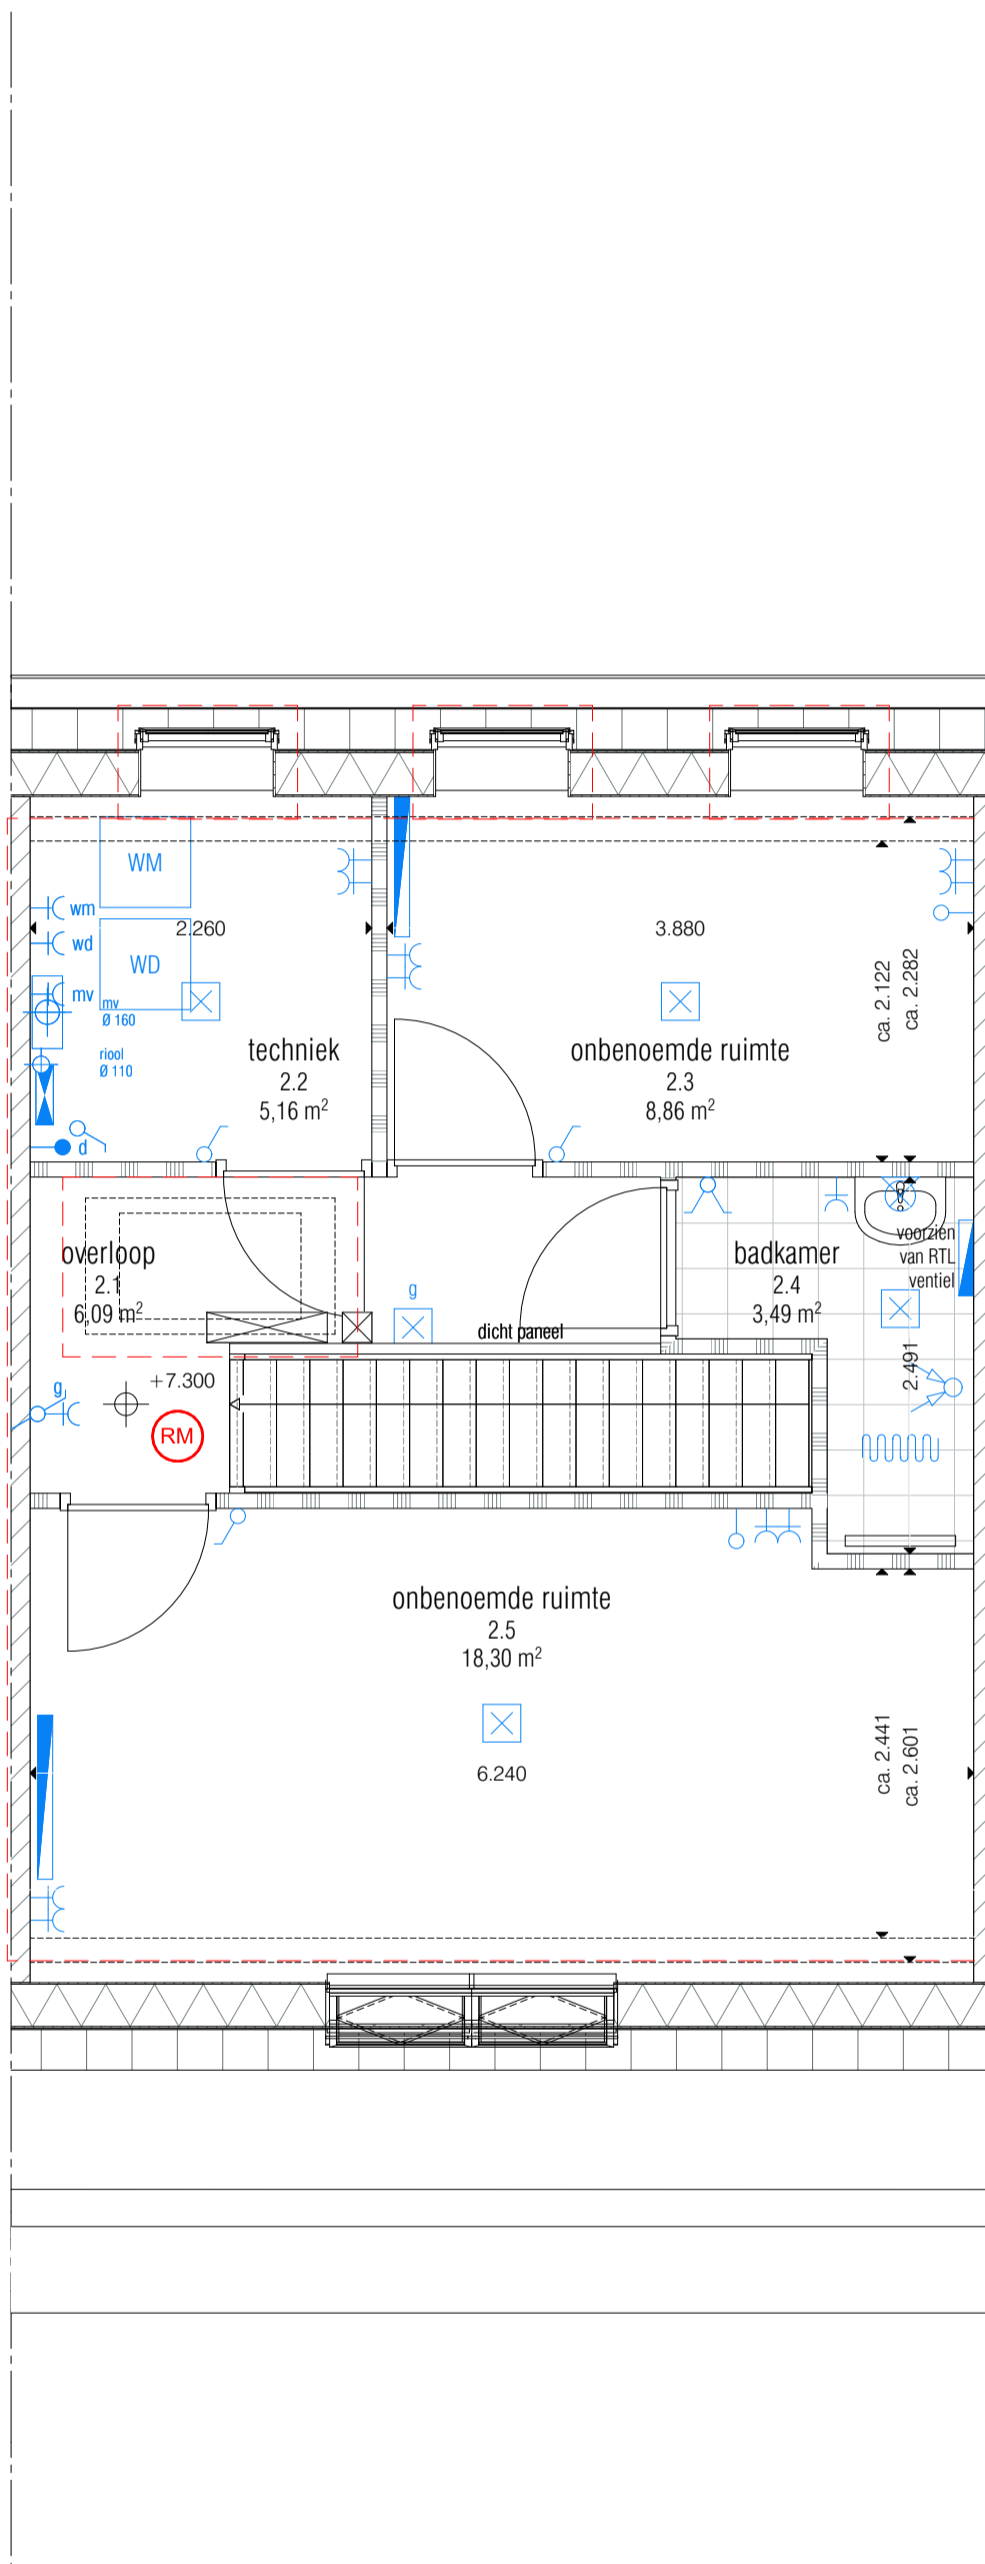 WM
wm
2.260
3.880
wd
WD
mv
mv
Ø 160
ca. 2.122
ca. 2.282
riool
Ø 110
techniek
2.2
5,16 m²
onbenoemde ruimte
2.3
8,86 m²
d
overloop
2.1
6,09 m²
badkamer
2.4
3,49 m²
voorzien
van RTL
ventiel
g
dicht paneel
2.491
g
+7.300
RM
onbenoemde ruimte
2.5
18,30 m²
6.240
ca. 2.441
ca. 2.601